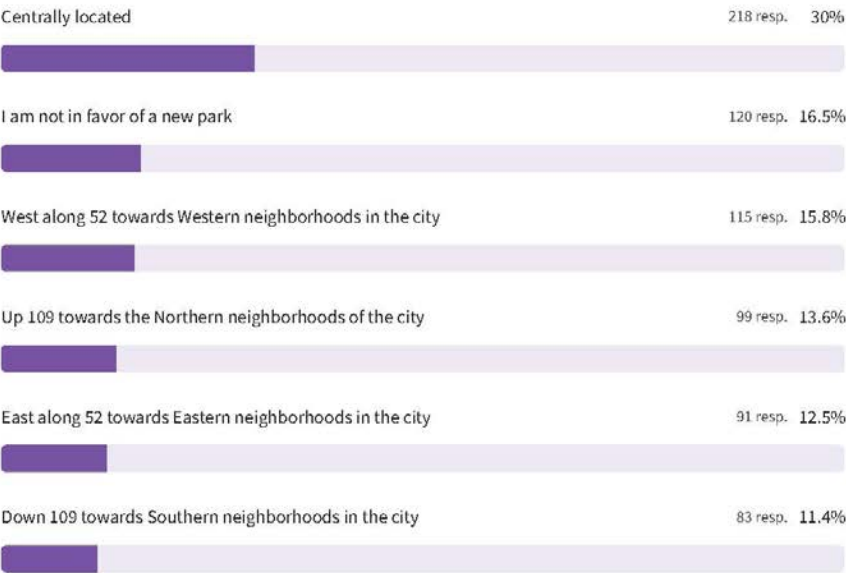 Centrally located 218 resp. 30%
I am not in favor of a new park 120 resp. 16.5%
West along 52 towards Western neighborhoods in the city 115 resp. 15.8%
Up 109 towards the Northern neighborhoods of the city 99 resp. 13.6%
East along 52 towards Eastern neighborhoods in the city 91 resp. 12.5%
Down 109 towards Southern neighborhoods in the city 83 resp. 11.4%